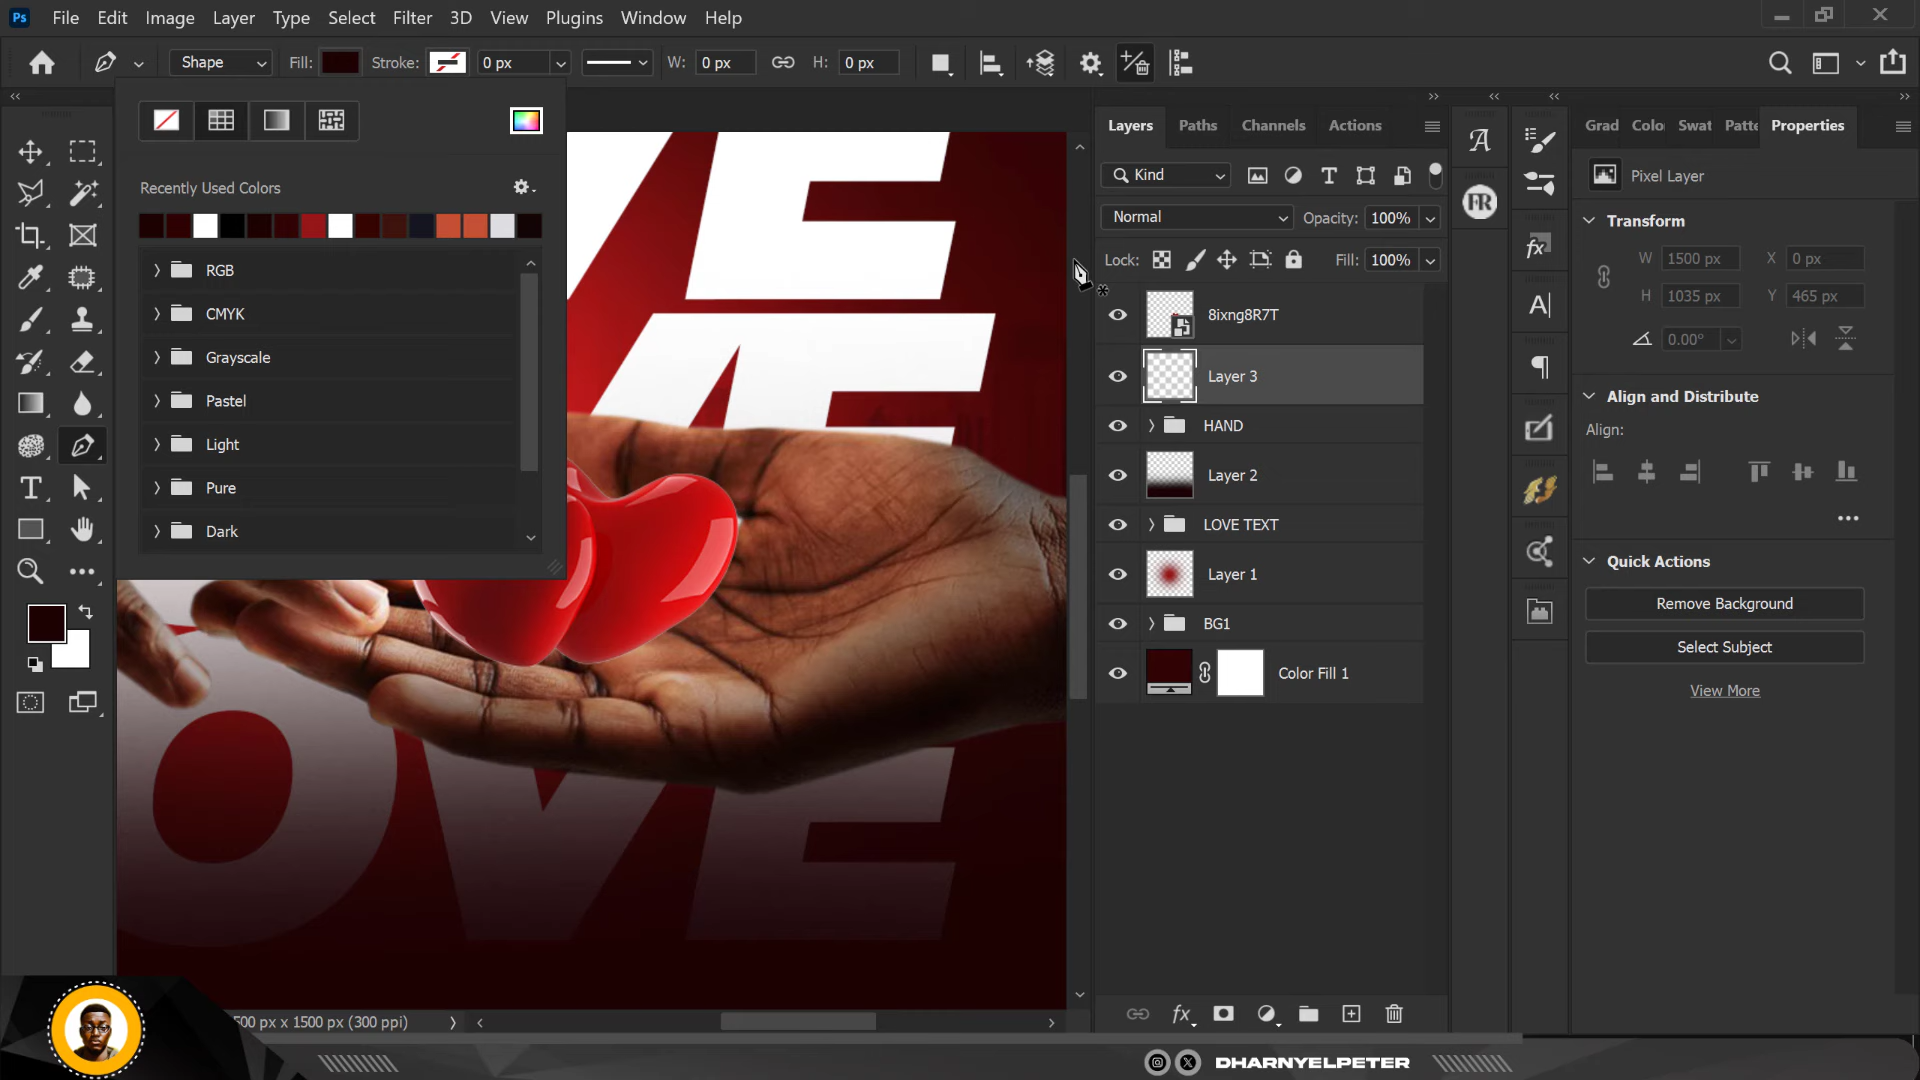 Ps File Edit Image Layer Type Select Filter 3D View Plugins Window Help
Shape Fill: Stroke: 0 px W: 0 px H: 0 px
Layers Paths Channels Actions
Grad Color Swat Patte Properties
Recently Used Colors
RGB
CMYK
Grayscale
Pastel
Light
Pure
Dark
Kind
Normal Opacity: 100%
Lock: Fill: 100%
8ixng8R7T
Layer 3
HAND
Layer 2
LOVE TEXT
Layer 1
BG1
Color Fill 1
FR
Pixel Layer
Transform
W 1500 px X 0 px
H 1035 px Y 465 px
0.00°
Align and Distribute
Align:
Quick Actions
Remove Background
Select Subject
View More
E
OVE
500 px x 1500 px (300 ppi)
DHARNYELPETER